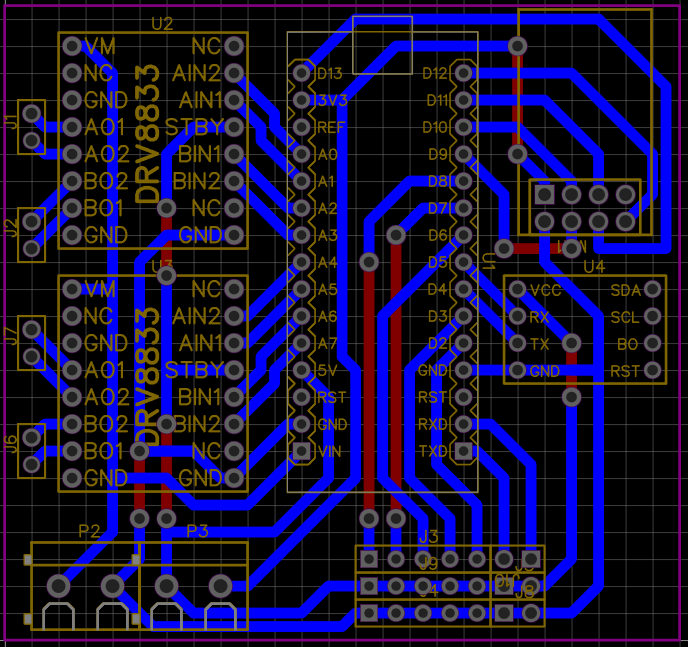 U2
VM
NC
GND
AO1
AO2
BO2
BO1
GND
DRV8833
NC
AIN2
AIN1
STBY
BIN1
BIN2
NC
GND
J1
J2
U3
VM
NC
GND
AO1
AO2
BO2
BO1
GND
DRV8833
NC
AIN2
AIN1
STBY
BIN1
BIN2
NC
GND
J7
J6
D13
3V3
REF
A0
A1
A2
A3
A4
A5
A6
A7
5V
RST
GND
VIN
D12
D11
D10
D9
D8
D7
D6
D5
D4
D3
D2
GND
RST
RXD
TXD
U1
U4
VCC
RX
TX
GND
SDA
SCL
BO
RST
P2
P3
J3
J9
J4
J8